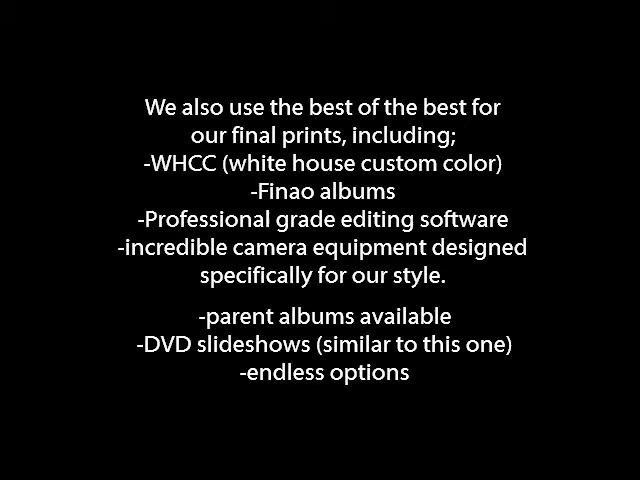 We also use the best of the best for
our final prints, including;
-WHCC (white house custom color)
-Finao albums
-Professional grade editing software
-incredible camera equipment designed
specifically for our style.
-parent albums available
-DVD slideshows (similar to this one)
-endless options